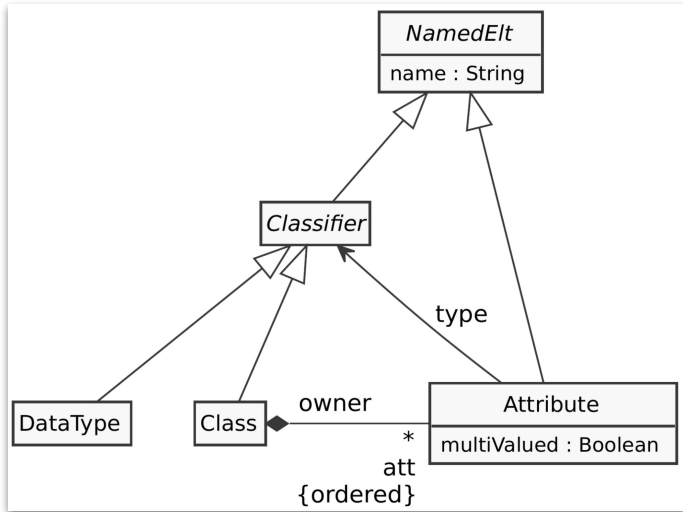 NamedElt
name : String
Classifier
type
DataType
Class
owner
*
att
{ordered}
Attribute
multiValued : Boolean